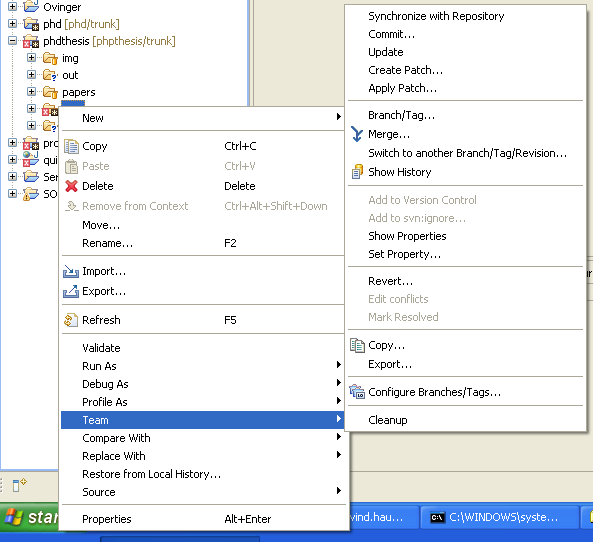 Ovinger
phd [phd/trunk]
phdthesis [phpthesis/trunk]
img
out
papers
pro
qui
Ser
SO
New
Copy Ctrl+C
Paste Ctrl+V
Delete Delete
Remove from Context Ctrl+Alt+Shift+Down
Move...
Rename... F2
Import...
Export...
Refresh F5
Validate
Run As
Debug As
Profile As
Team
Compare With
Replace With
Restore from Local History...
Source
Properties Alt+Enter
Synchronize with Repository
Commit...
Update
Create Patch...
Apply Patch...
Branch/Tag...
Merge...
Switch to another Branch/Tag/Revision...
Show History
Add to Version Control
Add to svn:ignore...
Show Properties
Set Property...
Revert...
Edit conflicts
Mark Resolved
Copy...
Export...
Configure Branches/Tags...
Cleanup
ur
star
vind.hau...
C:\WINDOWS\syste...